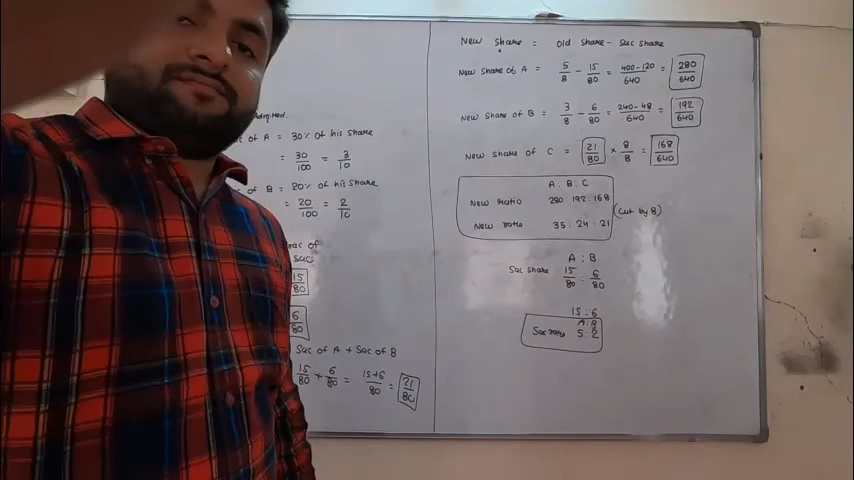 Admitted
Sac of A = 30% of his share
= 30/100 = 3/10
Sac of B = 20% of his share
= 20/100 = 2/10
Frac of
Sac
15/80
6/80
Sac of A + Sac of B
15/80 + 6/80 = 15+6/80 = 21/80
New share = Old share - Sac share
New share of A = 5/8 - 15/80 = 400-120/640 = 280/640
New share of B = 3/8 - 6/80 = 240-48/640 = 192/640
New share of C = 21/80 × 8/8 = 168/640
A : B : C
New Ratio 280 : 192 : 168 (Cut by 8)
New ratio 35 : 24 : 21
A : B
Sac share 15/80 : 6/80
15 : 6
A : B
Sac ratio 5 : 2